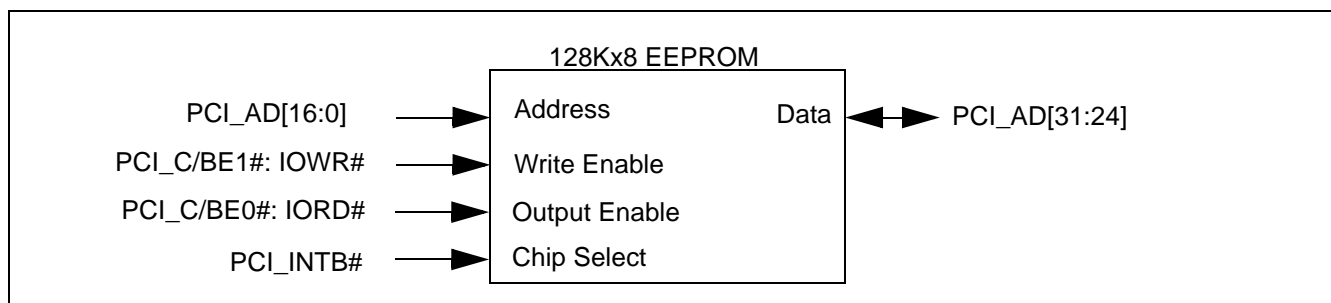 128Kx8 EEPROM
PCI_AD[16:0] Address Data PCI_AD[31:24]
PCI_C/BE1#: IOWR# Write Enable
PCI_C/BE0#: IORD# Output Enable
PCI_INTB# Chip Select